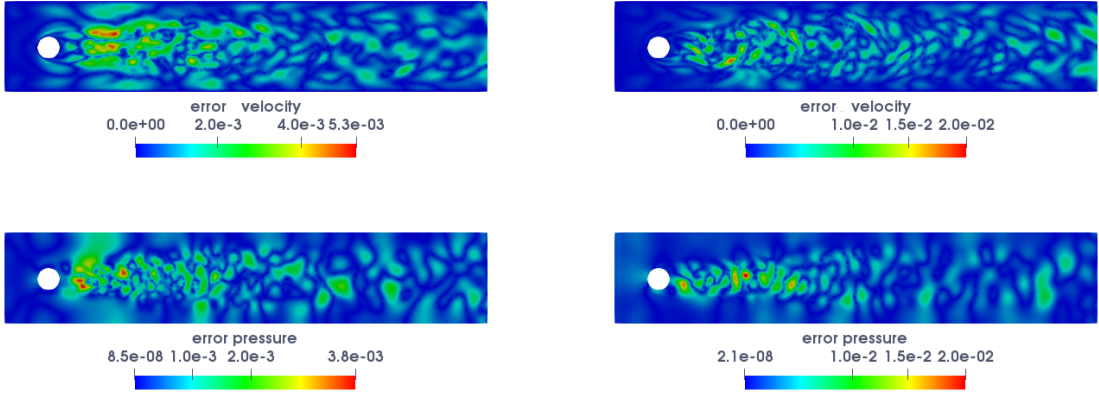 error velocity
0.0e+00 2.0e-3 4.0e-3 5.3e-03
error velocity
0.0e+00 1.0e-2 1.5e-2 2.0e-02
error pressure
8.5e-08 1.0e-3 2.0e-3 3.8e-03
error pressure
2.1e-08 1.0e-2 1.5e-2 2.0e-02